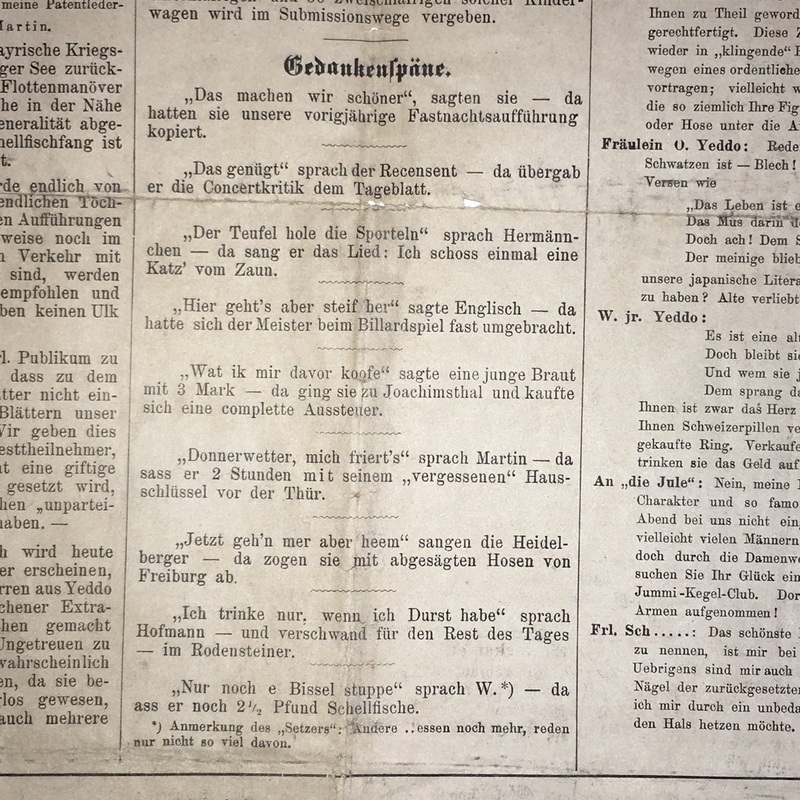 meine Patentleder-
Martin.
ayrische Kriegs-
ger See zurück-
Flottenmanöver
he in der Nähe
eneralität abge-
hellfischfang ist
t.
rde endlich von
endlichen Töch-
en Aufführungen
weise noch im
n Verkehr mit
sind, werden
empfohlen und
ben keinen Ulk
rl. Publikum zu
dass zu dem
tter nicht ein-
Blättern unser
Wir geben dies
esttheilnehmer,
t eine giftige
gesetzt wird,
hen „unpartei-
haben. —
h wird heute
er erscheinen,
rren aus Yeddo
chener Extra-
hen gemacht
Ungetreuen zu
wahrscheinlich
en, da sie be-
los gewesen,
auch mehrere
wagen wird im Submissionswege vergeben.
Gedankenspäne.
„Das machen wir schöner“, sagten sie — da
hatten sie unsere vorigjährige Fastnachtsaufführung
kopiert.
„Das genügt“ sprach der Recensent — da übergab
er die Concertkritik dem Tageblatt.
„Der Teufel hole die Sporteln“ sprach Hermänn-
chen — da sang er das Lied: Ich schoss einmal eine
Katz’ vom Zaun.
„Hier geht’s aber steif her“ sagte Englisch — da
hatte sich der Meister beim Billardspiel fast umgebracht.
„Wat ik mir davor koofe“ sagte eine junge Braut
mit 3 Mark — da ging sie zu Joachimsthal und kaufte
sich eine complette Aussteuer.
„Donnerwetter, mich friert’s“ sprach Martin — da
sass er 2 Stunden mit seinem „vergessenen“ Haus-
schlüssel vor der Thür.
„Jetzt geh’n mer aber heem“ sangen die Heidel-
berger — da zogen sie mit abgesägten Hosen von
Freiburg ab.
„Ich trinke nur, wenn ich Durst habe“ sprach
Hofmann — und verschwand für den Rest des Tages
— im Rodensteiner.
„Nur noch e Bissel stuppe“ sprach W.*) — da
ass er noch 2 1/2 Pfund Schellfische.
*) Anmerkung des „Setzers“: Andere .. essen noch mehr, reden
nur nicht so viel davon.
Ihnen zu Theil geword
gerechtfertigt. Diese Z
wieder in „klingende“
wegen eines ordentliche
vortragen; vielleicht w
die so ziemlich Ihre Fig
oder Hose unter die A
Fräulein O. Yeddo: Rede
Schwatzen ist — Blech!
Versen wie
„Das Leben ist e
Das Mus darin
Doch ach! Dem S
Der meinige blieb
unsere japanische Litera
zu haben? Alte verliebt
W. jr. Yeddo:
Es ist eine alt
Doch bleibt sie
Und wem sie j
Dem sprang da
Ihnen ist zwar das Herz
Ihnen Schweizerpillen ve
gekaufte Ring. Verkaufe
trinken sie das Geld auf
An „die Jule“: Nein, meine
Charakter und so famo
Abend bei uns nicht ein
vielleicht vielen Männern
doch durch die Damenwe
suchen Sie Ihr Glück ein
Jummi-Kegel-Club. Dor
Armen aufgenommen!
Frl. Sch.....: Das schönste
zu nennen, ist mir bei
Uebrigens sind mir auch
Nägel der zurückgesetzte
ich mir durch ein unbeda
den Hals hetzen möchte.